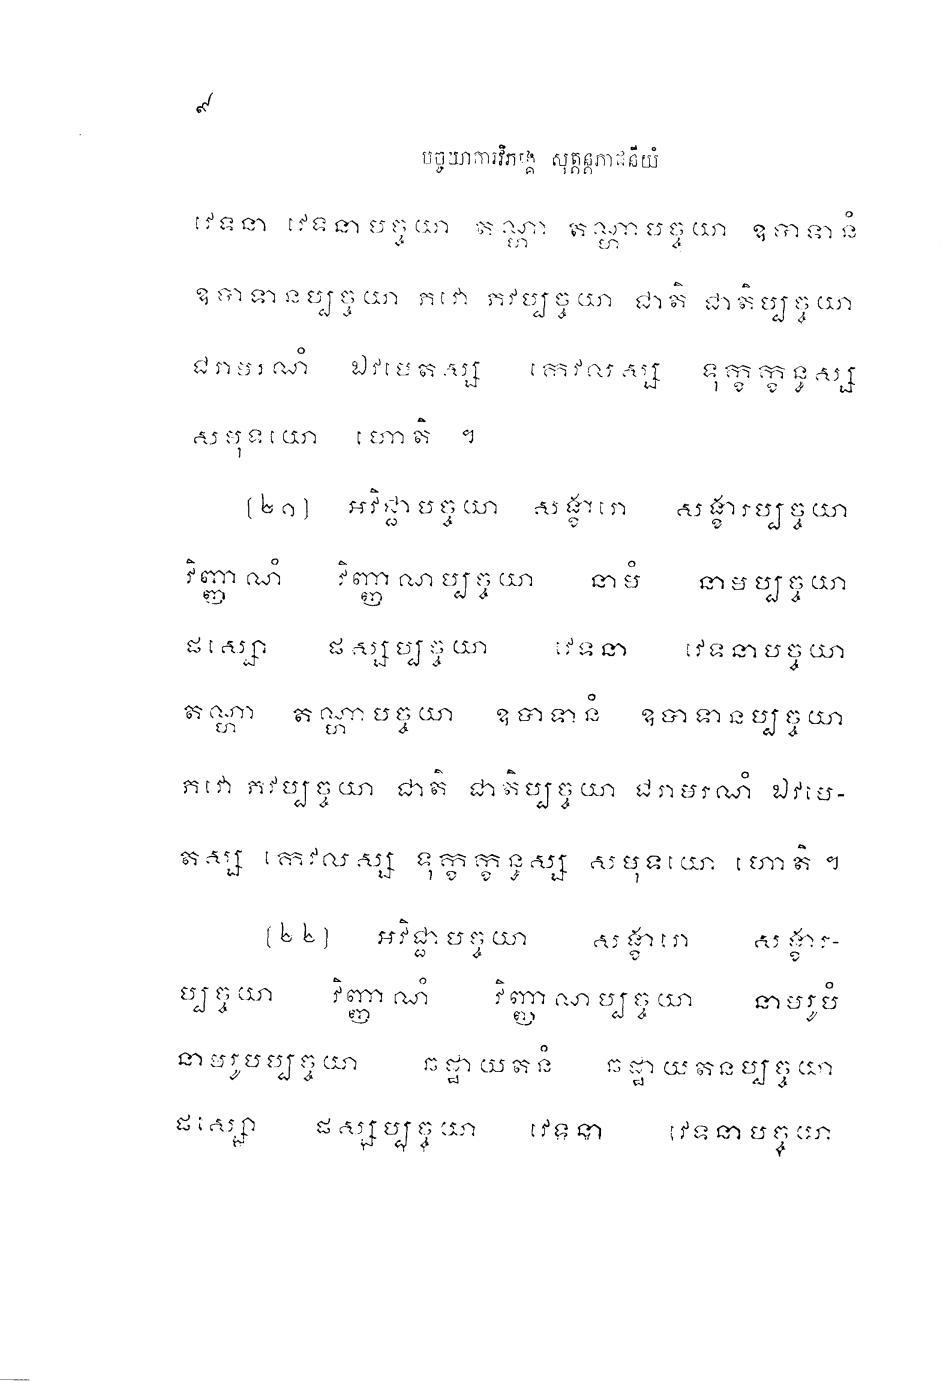 ៩
បច្ចយាការវិភង្គេ សុត្តន្តភាជនីយំ
វេទនា វេទនាបច្ចយា តណ្ហា តណ្ហាបច្ចយា ឧបាទានំ
ឧបាទានប្បច្ចយា ភវោ ភវប្បច្ចយា ជាតិ ជាតិប្បច្ចយា
ជរាមរណំ ឯវមេតស្ស កេវលស្ស ទុក្ខក្ខន្ធស្ស
សមុទយោ ហោតិ ។
(២១) អវិជ្ជាបច្ចយា សង្ខារោ សង្ខារប្បច្ចយា
វិញ្ញាណំ វិញ្ញាណប្បច្ចយា នាមំ នាមប្បច្ចយា
ផស្សោ ផស្សប្បច្ចយា វេទនា វេទនាបច្ចយា
តណ្ហា តណ្ហាបច្ចយា ឧបាទានំ ឧបាទានប្បច្ចយា
ភវោ ភវប្បច្ចយា ជាតិ ជាតិប្បច្ចយា ជរាមរណំ ឯវមេ-
តស្ស កេវលស្ស ទុក្ខក្ខន្ធស្ស សមុទយោ ហោតិ ។
(២២) អវិជ្ជាបច្ចយា សង្ខារោ សង្ខារ-
ប្បច្ចយា វិញ្ញាណំ វិញ្ញាណប្បច្ចយា នាមរូបំ
នាមរូបប្បច្ចយា ឆដ្ឋាយតនំ ឆដ្ឋាយតនប្បច្ចយា
ផស្សោ ផស្សប្បច្ចយា វេទនា វេទនាបច្ចយា